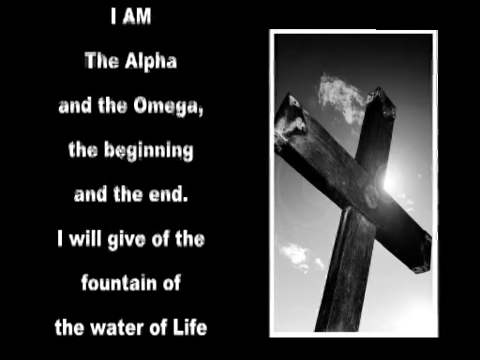 I AM
The Alpha
and the Omega,
the beginning
and the end.
I will give of the
fountain of
the water of Life